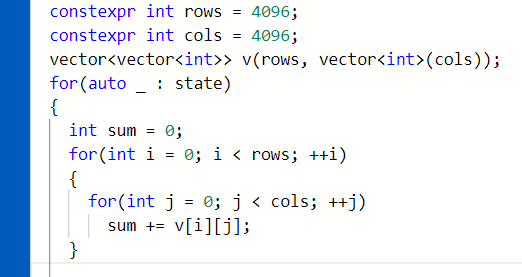 constexpr int rows = 4096;
constexpr int cols = 4096;
vector<vector<int>> v(rows, vector<int>(cols));
for(auto _ : state)
{
  int sum = 0;
  for(int i = 0; i < rows; ++i)
  {
    for(int j = 0; j < cols; ++j)
      sum += v[i][j];
  }